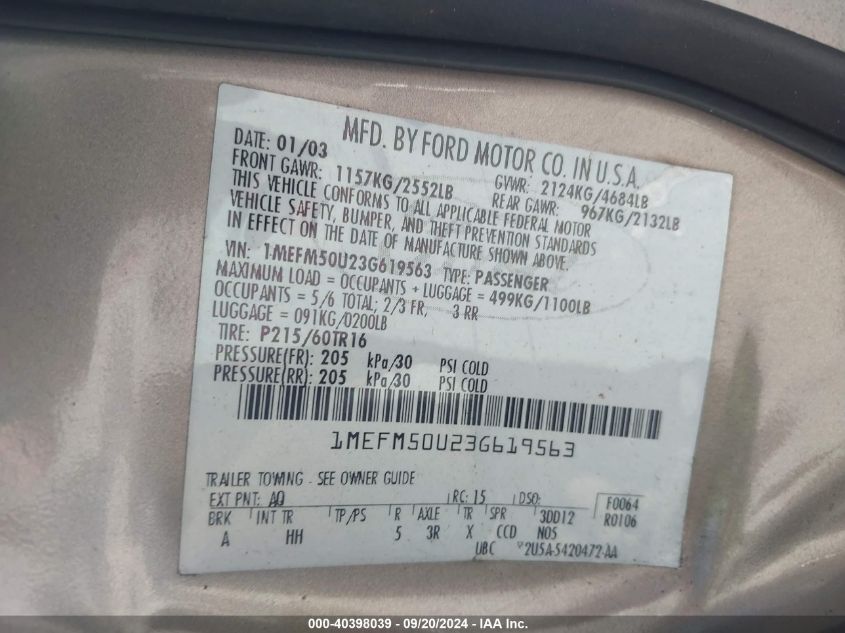 MFD. BY FORD MOTOR CO. IN U.S.A.
DATE: 01/03 GVWR: 2124KG/4684LB
FRONT GAWR: 1157KG/2552LB REAR GAWR: 967KG/2132LB
THIS VEHICLE CONFORMS TO ALL APPLICABLE FEDERAL MOTOR
VEHICLE SAFETY, BUMPER, AND THEFT PREVENTION STANDARDS
IN EFFECT ON THE DATE OF MANUFACTURE SHOWN ABOVE.
VIN: 1MEFM50U23G619563 TYPE: PASSENGER
MAXIMUM LOAD = OCCUPANTS + LUGGAGE = 499KG/1100LB
OCCUPANTS = 5/6 TOTAL; 2/3 FR, 3 RR
LUGGAGE = 091KG/0200LB
TIRE: P215/60TR16
PRESSURE(FR): 205 kPa/30 PSI COLD
PRESSURE(RR): 205 kPa/30 PSI COLD
1MEFM50U23G619563
TRAILER TOWING - SEE OWNER GUIDE
EXT PNT: AQ RC: 15 DSO: F0064
BRK INT TR TP/PS R AXLE TR SPR 3DD12 R0106
A HH 5 3R X CCD NOS
UBC 2U5A-5420472-AA
000-40398039 - 09/20/2024 - IAA, Inc.